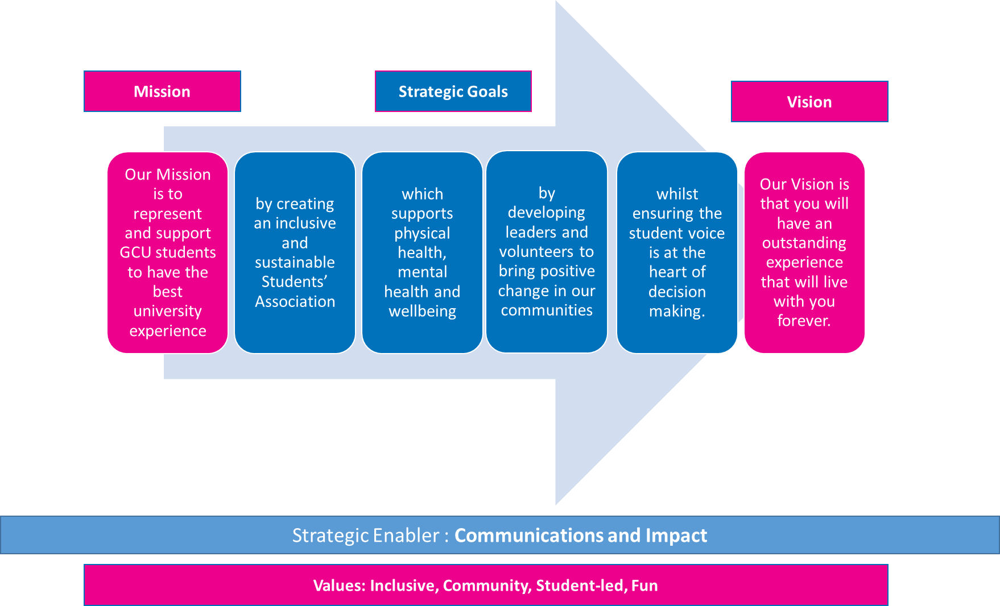 Mission
Strategic Goals
Vision
Our Mission
is to
represent
and support
GCU students
to have the
best
university
experience
by creating
an inclusive
and
sustainable
Students’
Association
which
supports
physical
health,
mental
health and
wellbeing
by
developing
leaders and
volunteers to
bring positive
change in our
communities
whilst
ensuring the
student voice
is at the
heart of
decision
making.
Our Vision is
that you will
have an
outstanding
experience
that will live
with you
forever.
Strategic Enabler : Communications and Impact
Values: Inclusive, Community, Student-led, Fun